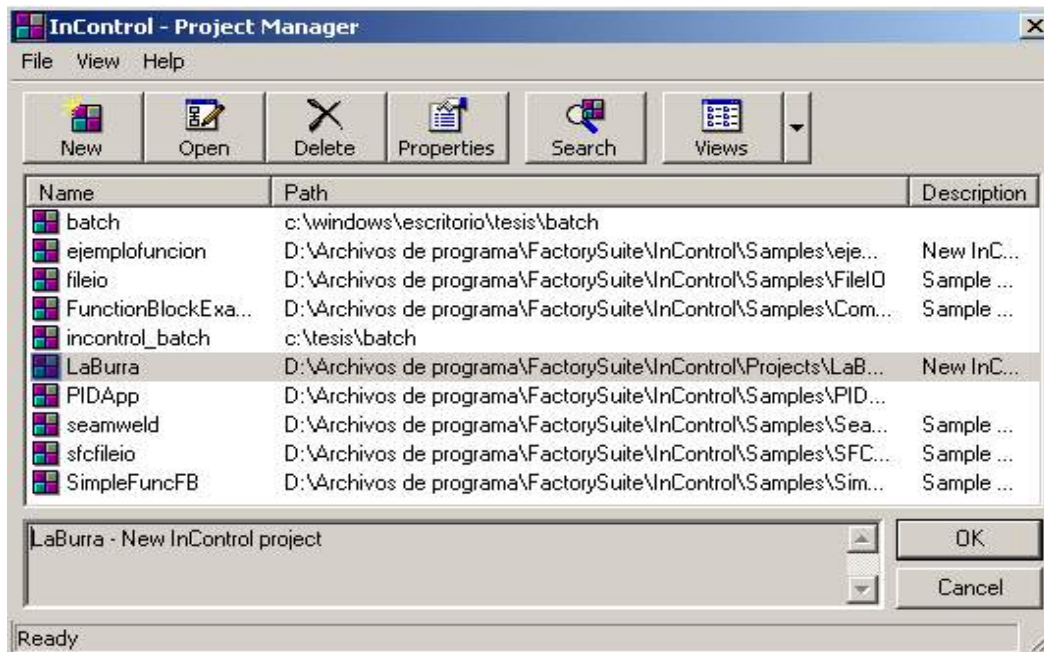 InControl - Project Manager
File View Help
New Open Delete Properties Search Views
Name Path Description
batch c:\windows\escritorio\tesis\batch
ejemplofuncion D:\Archivos de programa\FactorySuite\InControl\Samples\eje... New InC...
fileio D:\Archivos de programa\FactorySuite\InControl\Samples\FileIO Sample ...
FunctionBlockExa... D:\Archivos de programa\FactorySuite\InControl\Samples\Com... Sample ...
incontrol_batch c:\tesis\batch
LaBurra D:\Archivos de programa\FactorySuite\InControl\Projects\LaB... New InC...
PIDApp D:\Archivos de programa\FactorySuite\InControl\Samples\PID...
seamweld D:\Archivos de programa\FactorySuite\InControl\Samples\Sea... Sample ...
sfcfileio D:\Archivos de programa\FactorySuite\InControl\Samples\SFC... Sample ...
SimpleFuncFB D:\Archivos de programa\FactorySuite\InControl\Samples\Sim... Sample ...
LaBurra - New InControl project
OK
Cancel
Ready